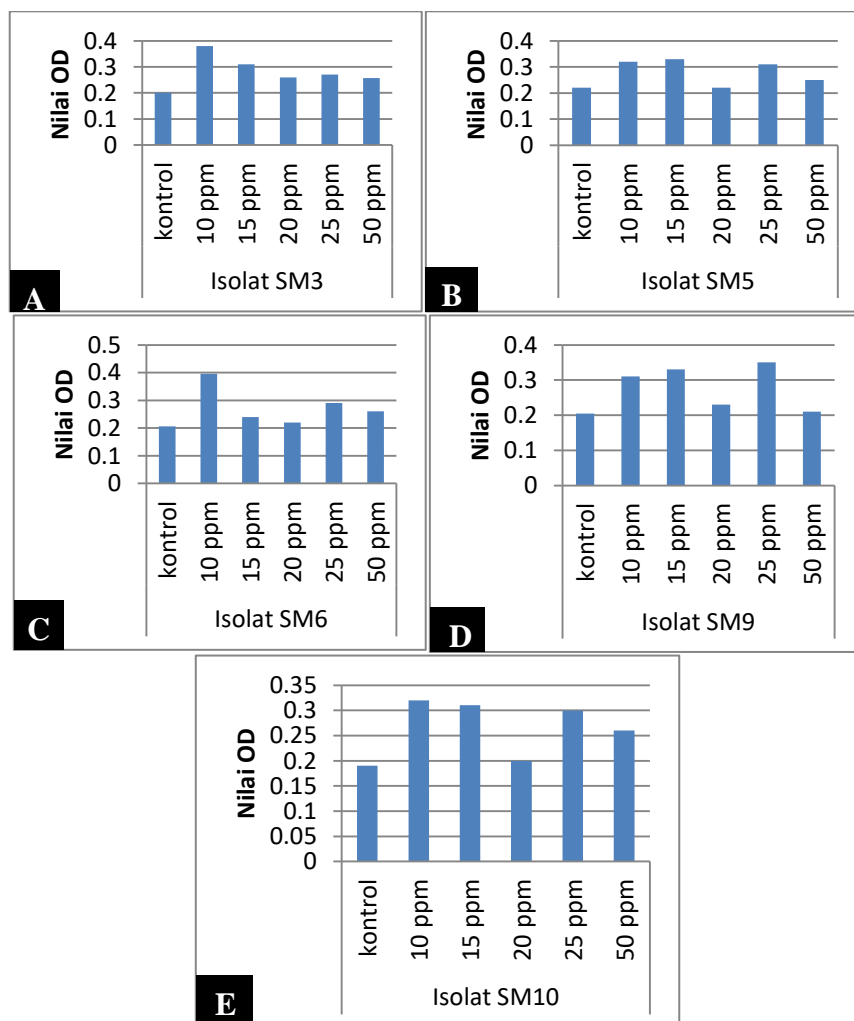 Nilai OD
0.4
0.3
0.2
0.1
0
kontrol
10 ppm
15 ppm
20 ppm
25 ppm
50 ppm
Isolat SM3
A
Nilai OD
0.4
0.3
0.2
0.1
0
kontrol
10 ppm
15 ppm
20 ppm
25 ppm
50 ppm
Isolat SM5
B
Nilai OD
0.5
0.4
0.3
0.2
0.1
0
kontrol
10 ppm
15 ppm
20 ppm
25 ppm
50 ppm
Isolat SM6
C
Nilai OD
0.4
0.3
0.2
0.1
0
kontrol
10 ppm
15 ppm
20 ppm
25 ppm
50 ppm
Isolat SM9
D
Nilai OD
0.35
0.3
0.25
0.2
0.15
0.1
0.05
0
kontrol
10 ppm
15 ppm
20 ppm
25 ppm
50 ppm
Isolat SM10
E